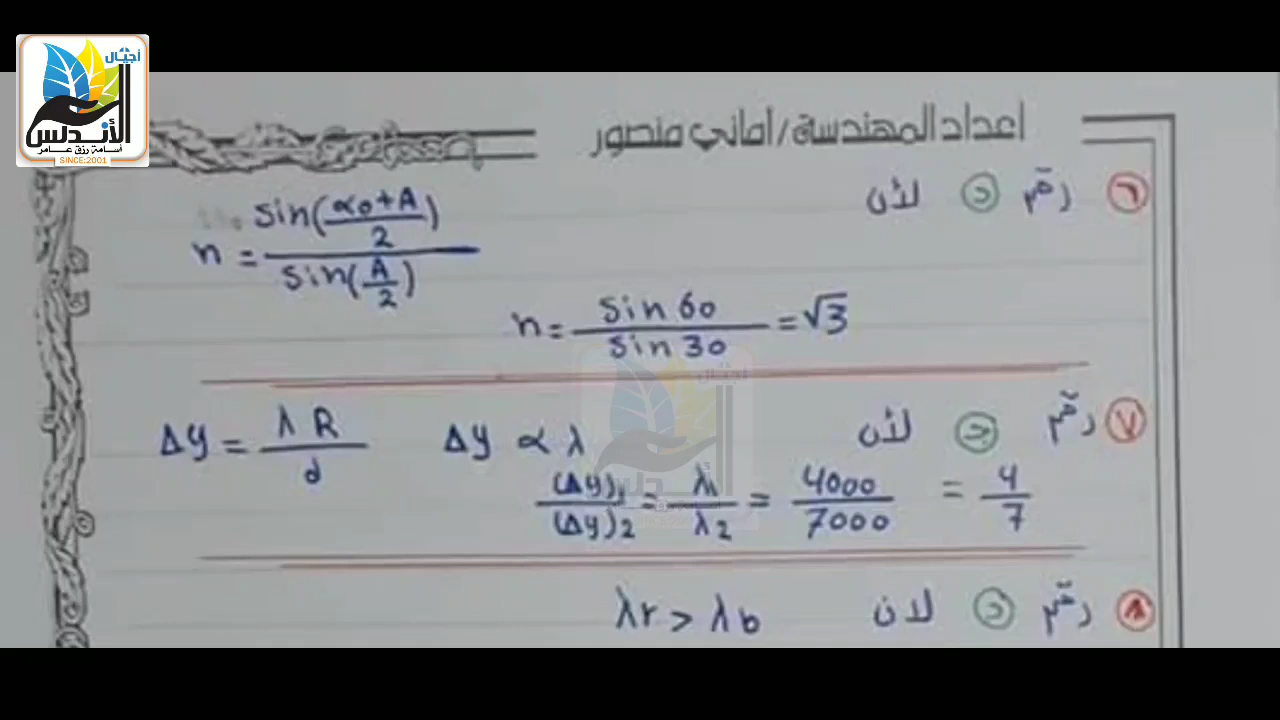 أجيال
الأندلس
أسامة رزق عامر
SINCE:2001
اعداد المهندسة/أماني منصور
٦ رقم د لأن
n = sin((α₀+A)/2) / sin(A/2)
n = sin 60 / sin 30 = √3
٧ رقم ج لأن
Δy = λR / d    Δy ∝ λ
(Δy)₁ / (Δy)₂ = λ₁ / λ₂ = 4000 / 7000 = 4 / 7
٨ رقم د لان λr > λb